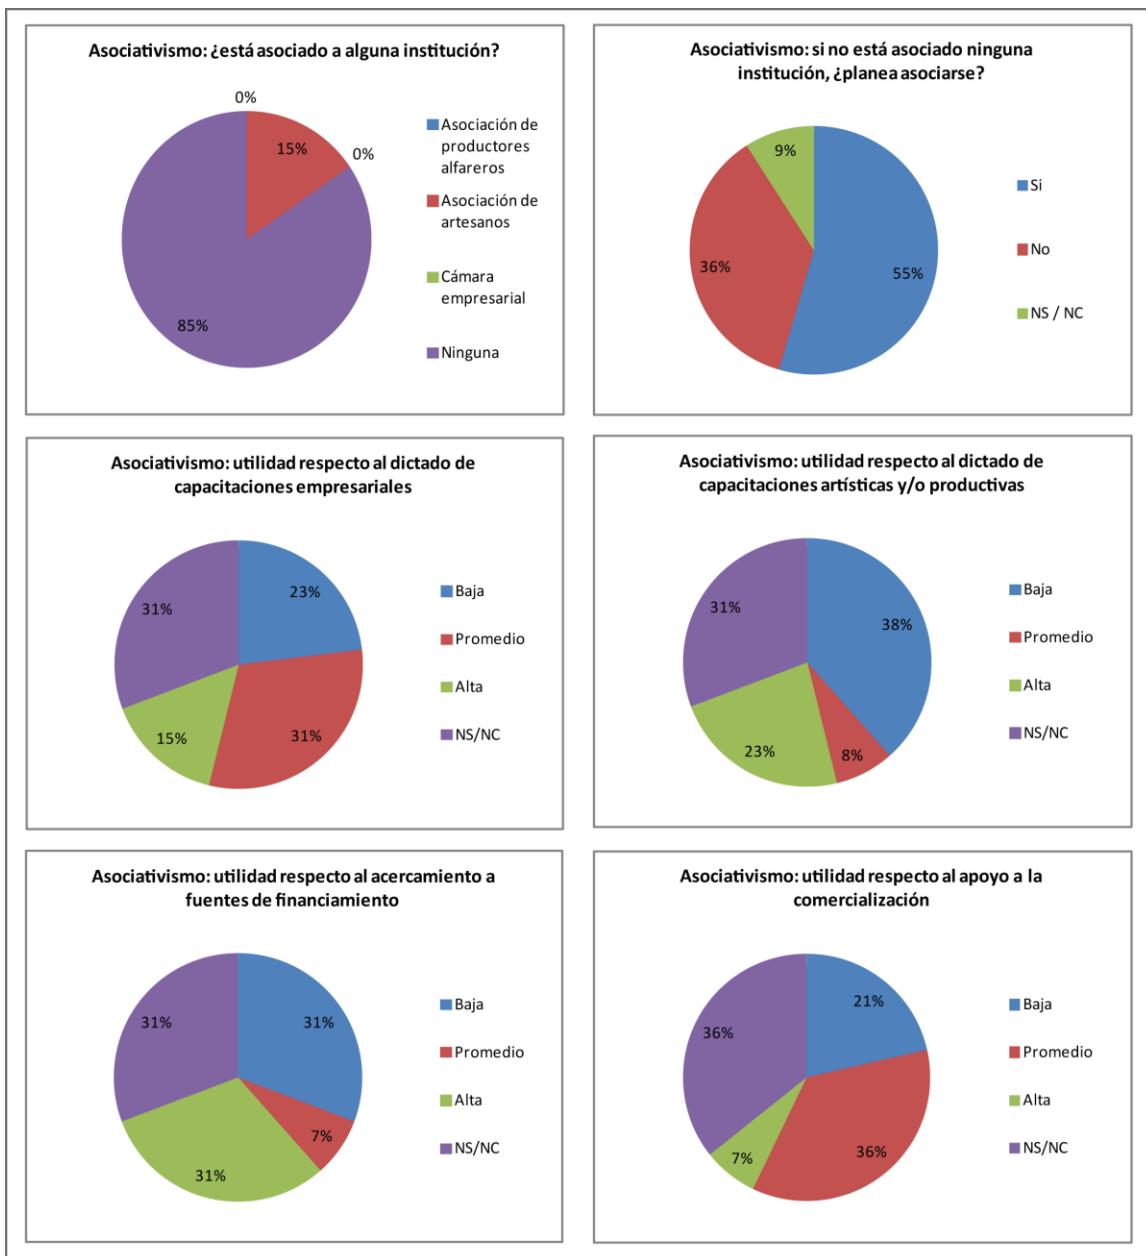 Asociativismo: ¿está asociado a alguna institución?
0%
15%
0%
85%
Asociación de
productores
alfareros
Asociación de
artesanos
Cámara
empresarial
Ninguna
Asociativismo: si no está asociado ninguna
institución, ¿planea asociarse?
9%
36%
55%
Si
No
NS / NC
Asociativismo: utilidad respecto al dictado de
capacitaciones empresariales
31%
23%
15%
31%
Baja
Promedio
Alta
NS/NC
Asociativismo: utilidad respecto al dictado de
capacitaciones artísticas y/o productivas
31%
38%
23%
8%
Baja
Promedio
Alta
NS/NC
Asociativismo: utilidad respecto al acercamiento a
fuentes de financiamiento
31%
31%
7%
31%
Baja
Promedio
Alta
NS/NC
Asociativismo: utilidad respecto al apoyo a la
comercialización
21%
36%
7%
36%
Baja
Promedio
Alta
NS/NC